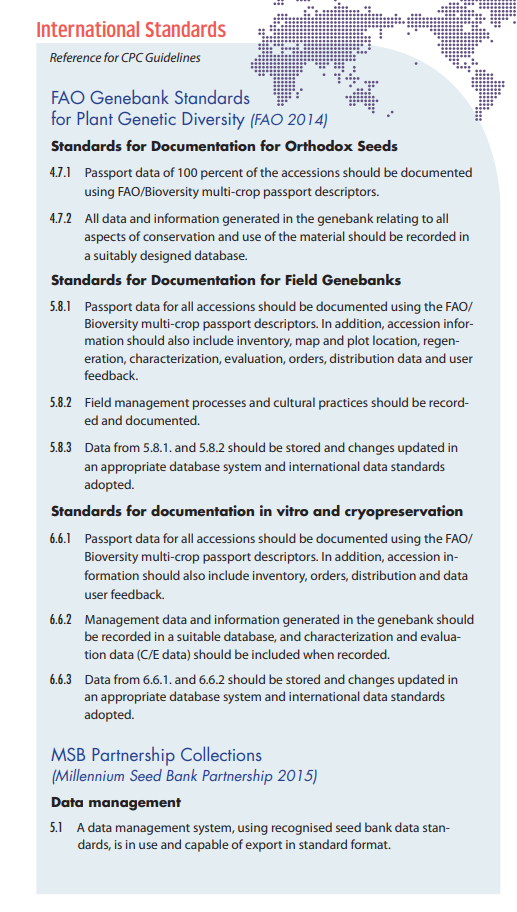 International Standards
Reference for CPC Guidelines
FAO Genebank Standards
for Plant Genetic Diversity (FAO 2014)
Standards for Documentation for Orthodox Seeds
4.7.1 Passport data of 100 percent of the accessions should be documented
using FAO/Bioversity multi-crop passport descriptors.
4.7.2 All data and information generated in the genebank relating to all
aspects of conservation and use of the material should be recorded in
a suitably designed database.
Standards for Documentation for Field Genebanks
5.8.1 Passport data for all accessions should be documented using the FAO/
Bioversity multi-crop passport descriptors. In addition, accession infor-
mation should also include inventory, map and plot location, regen-
eration, characterization, evaluation, orders, distribution data and user
feedback.
5.8.2 Field management processes and cultural practices should be record-
ed and documented.
5.8.3 Data from 5.8.1. and 5.8.2 should be stored and changes updated in
an appropriate database system and international data standards
adopted.
Standards for documentation in vitro and cryopreservation
6.6.1 Passport data for all accessions should be documented using the FAO/
Bioversity multi-crop passport descriptors. In addition, accession in-
formation should also include inventory, orders, distribution and data
user feedback.
6.6.2 Management data and information generated in the genebank should
be recorded in a suitable database, and characterization and evalua-
tion data (C/E data) should be included when recorded.
6.6.3 Data from 6.6.1. and 6.6.2 should be stored and changes updated in
an appropriate database system and international data standards
adopted.
MSB Partnership Collections
(Millennium Seed Bank Partnership 2015)
Data management
5.1 A data management system, using recognised seed bank data stan-
dards, is in use and capable of export in standard format.